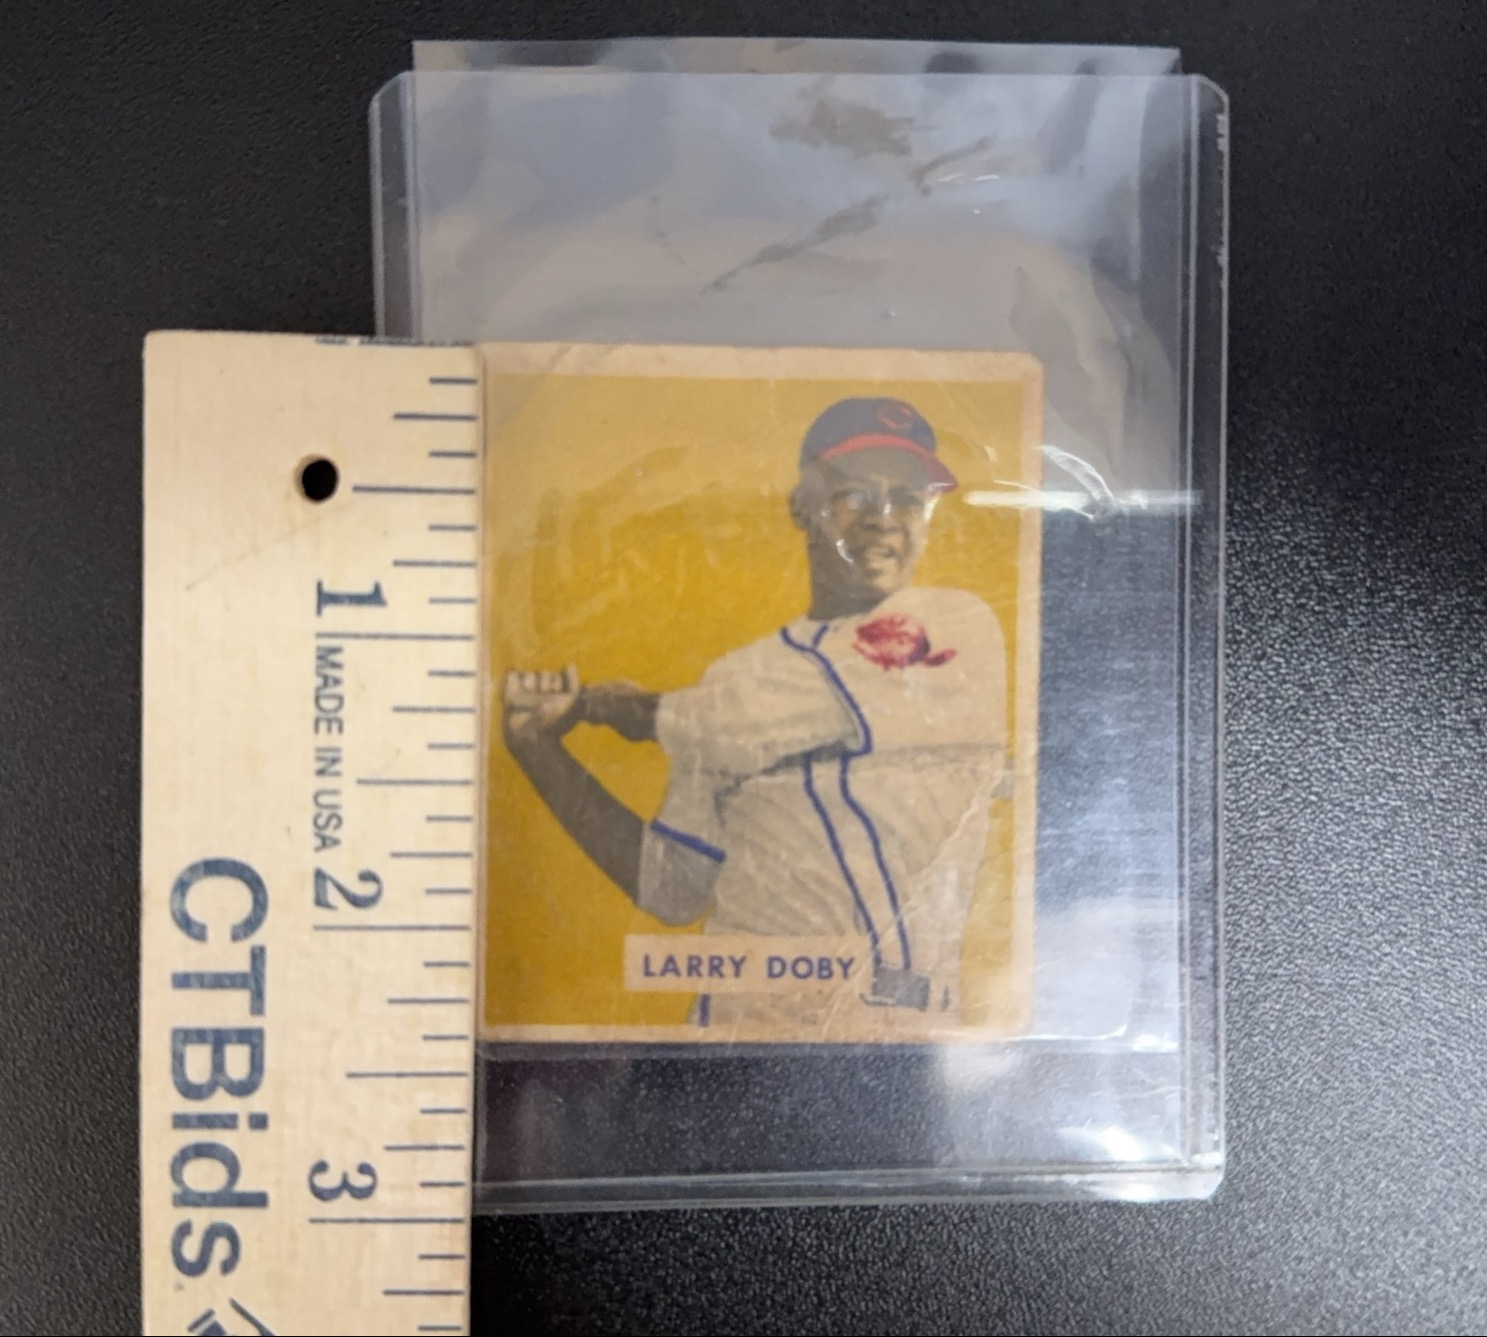 1
MADE IN USA
2
3
CTBids
LARRY DOBY